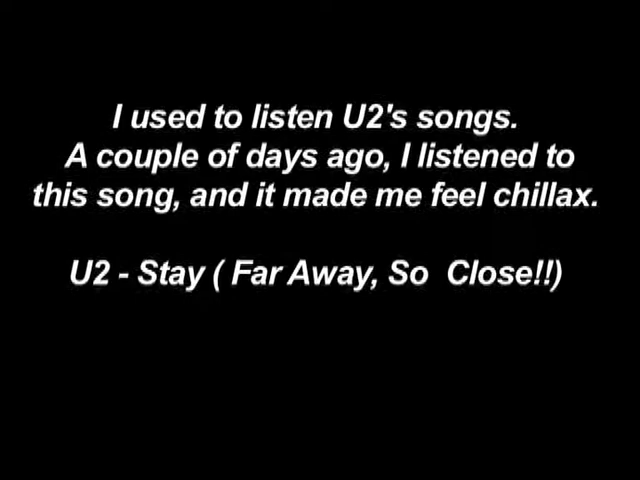 I used to listen U2's songs.
A couple of days ago, I listened to
this song, and it made me feel chillax.
U2 - Stay ( Far Away, So  Close!!)